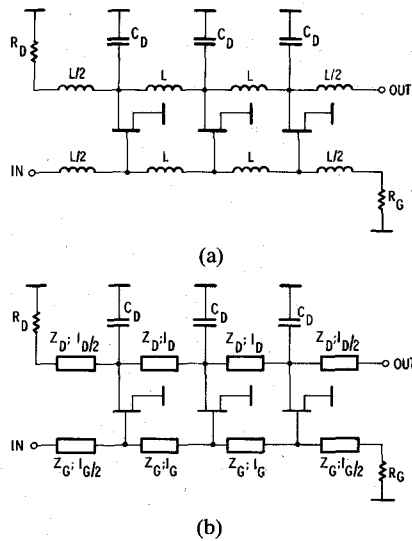 R_D
C_D C_D C_D
L/2 L L L/2
OUT
IN
L/2 L L L/2
R_G
(a)
R_D
C_D C_D C_D
Z_D; l_D/2 Z_D; l_D Z_D; l_D Z_D; l_D/2
OUT
IN
Z_G; l_G/2 Z_G; l_G Z_G; l_G Z_G; l_G/2
R_G
(b)